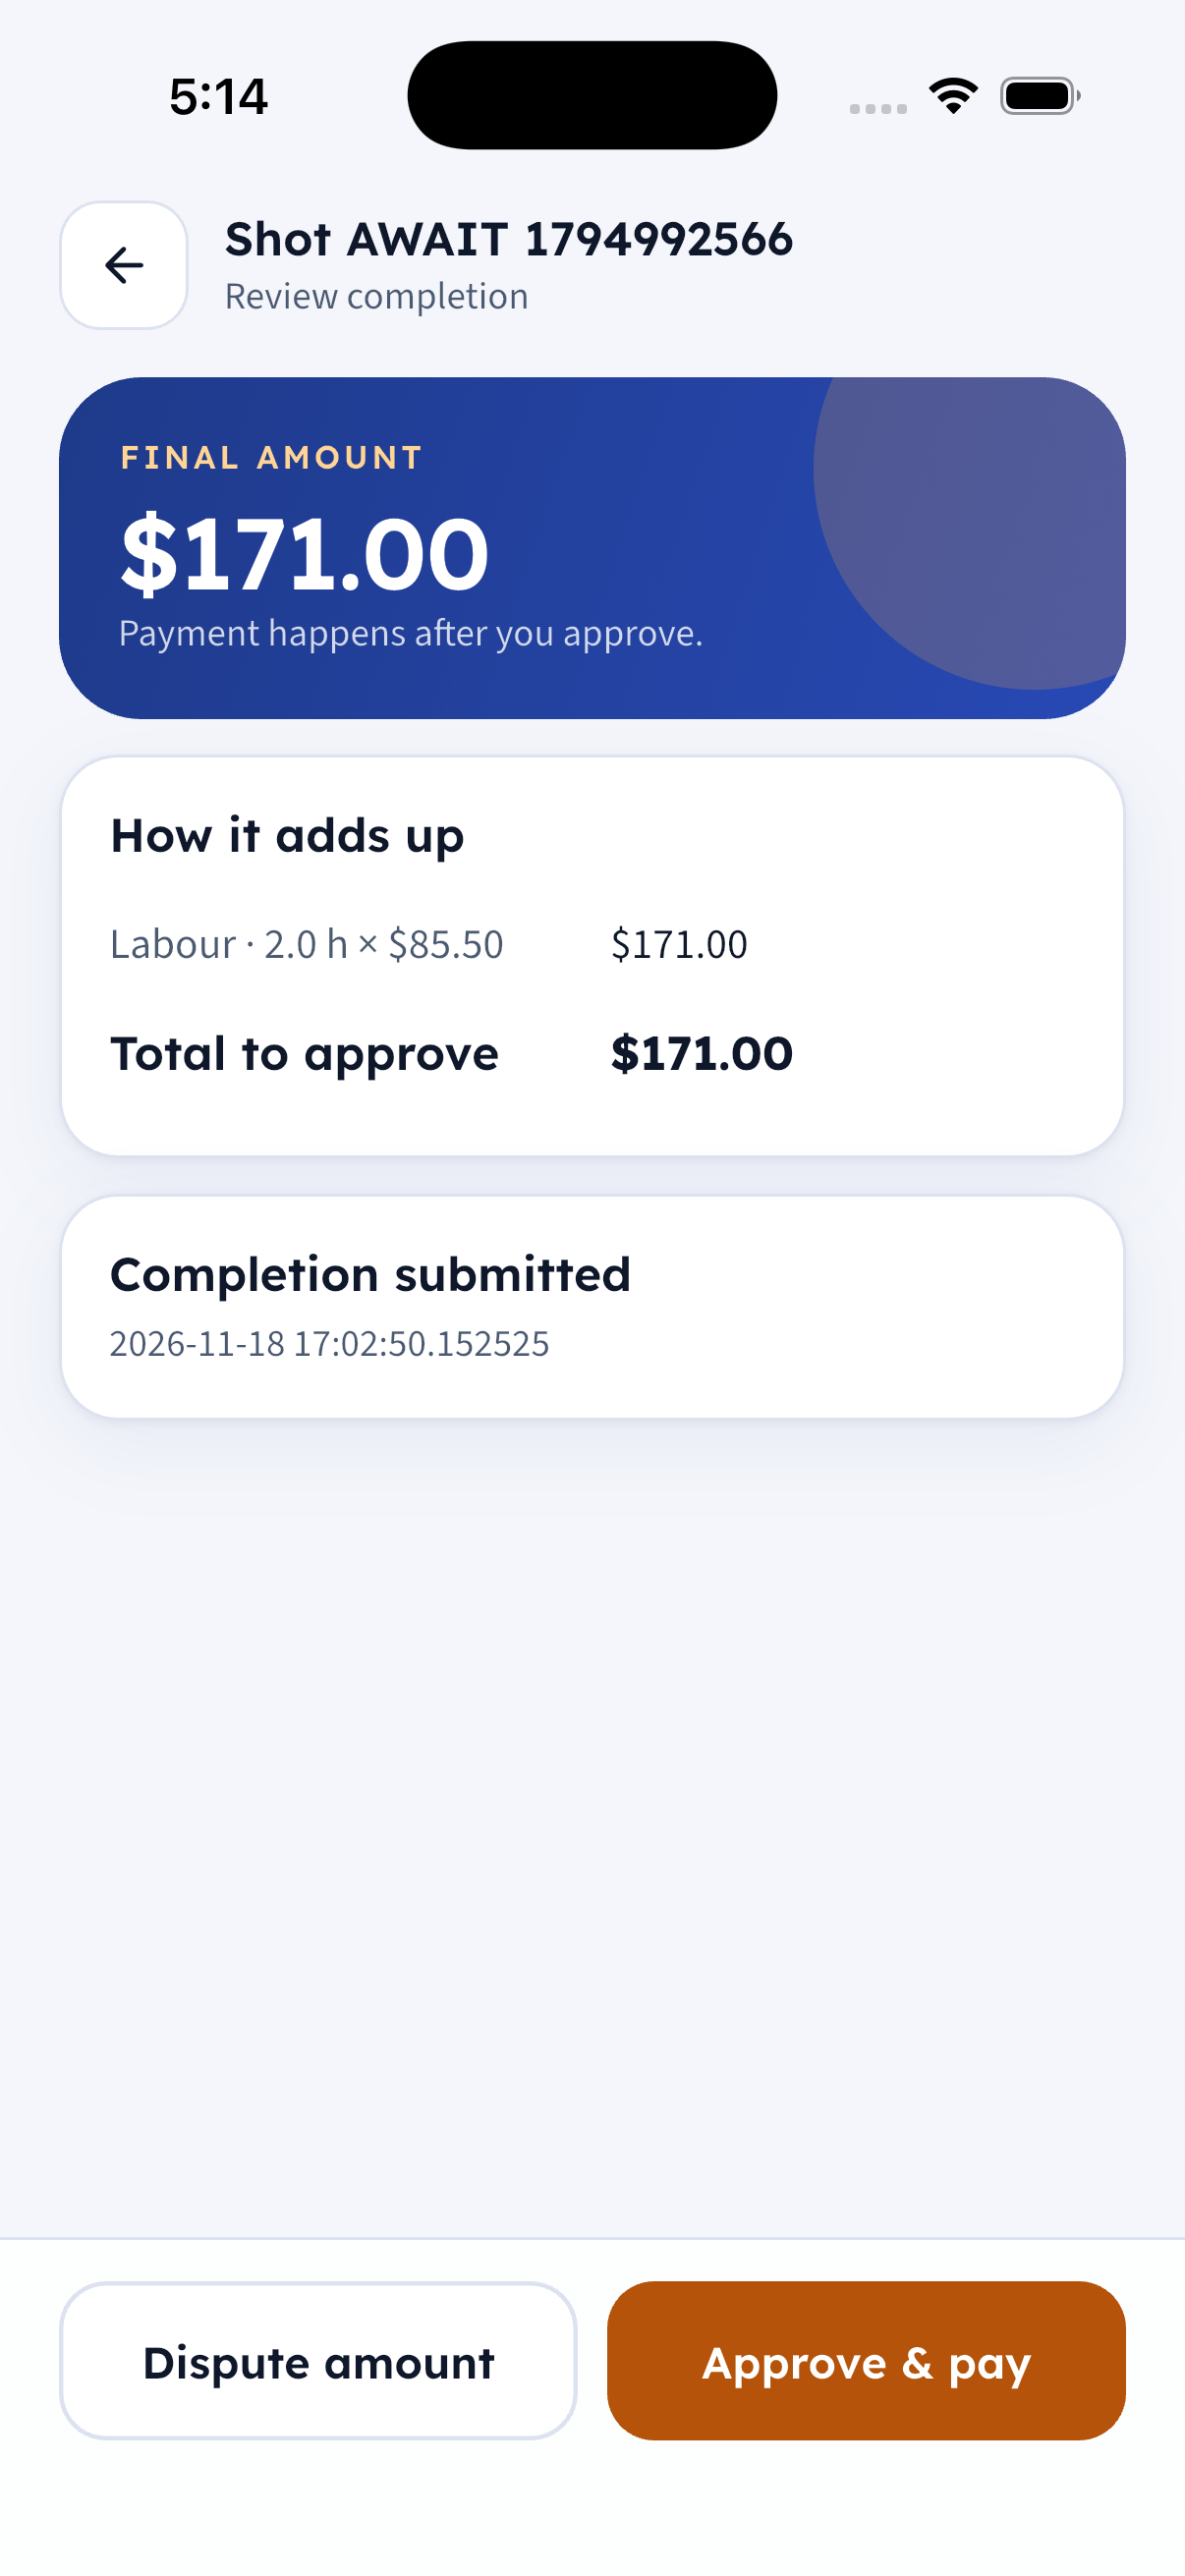 5:14
Shot AWAIT 1794992566
Review completion
FINAL AMOUNT
$171.00
Payment happens after you approve.
How it adds up
Labour · 2.0 h × $85.50 $171.00
Total to approve $171.00
Completion submitted
2026-11-18 17:02:50.152525
Dispute amount Approve & pay